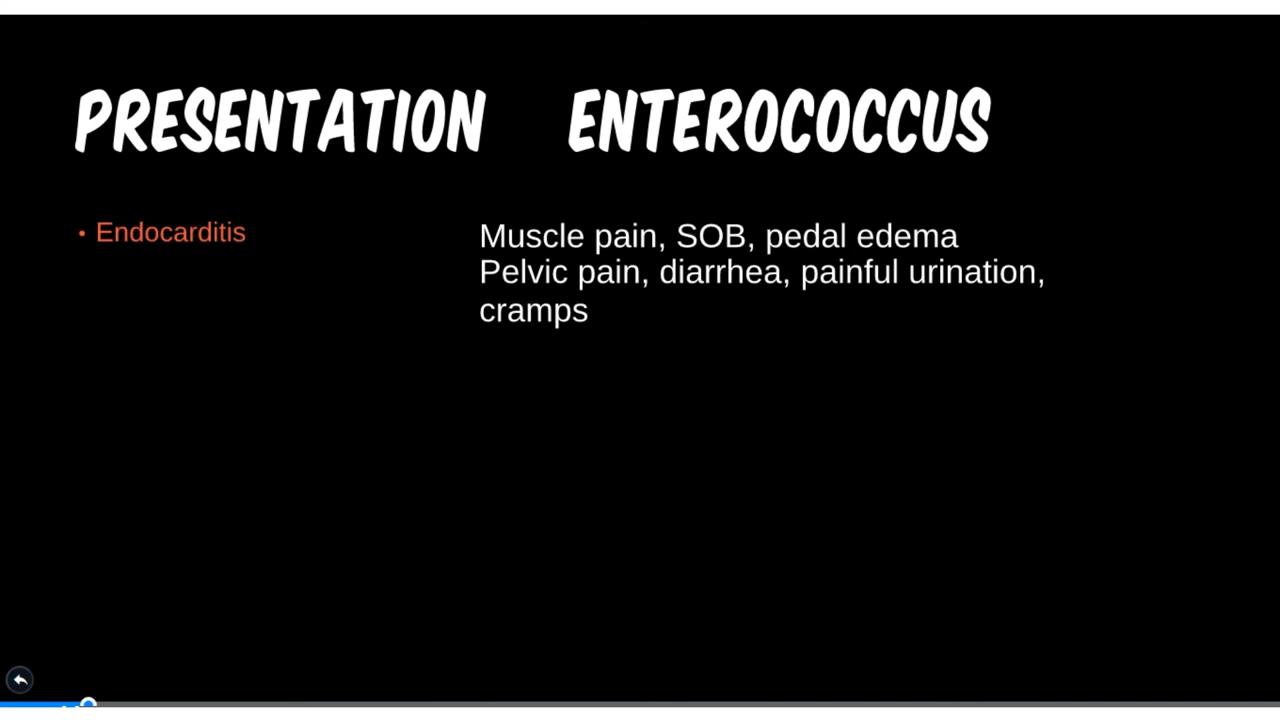 PRESENTATION ENTEROCOCCUS
• Endocarditis
Muscle pain, SOB, pedal edema
Pelvic pain, diarrhea, painful urination,
cramps